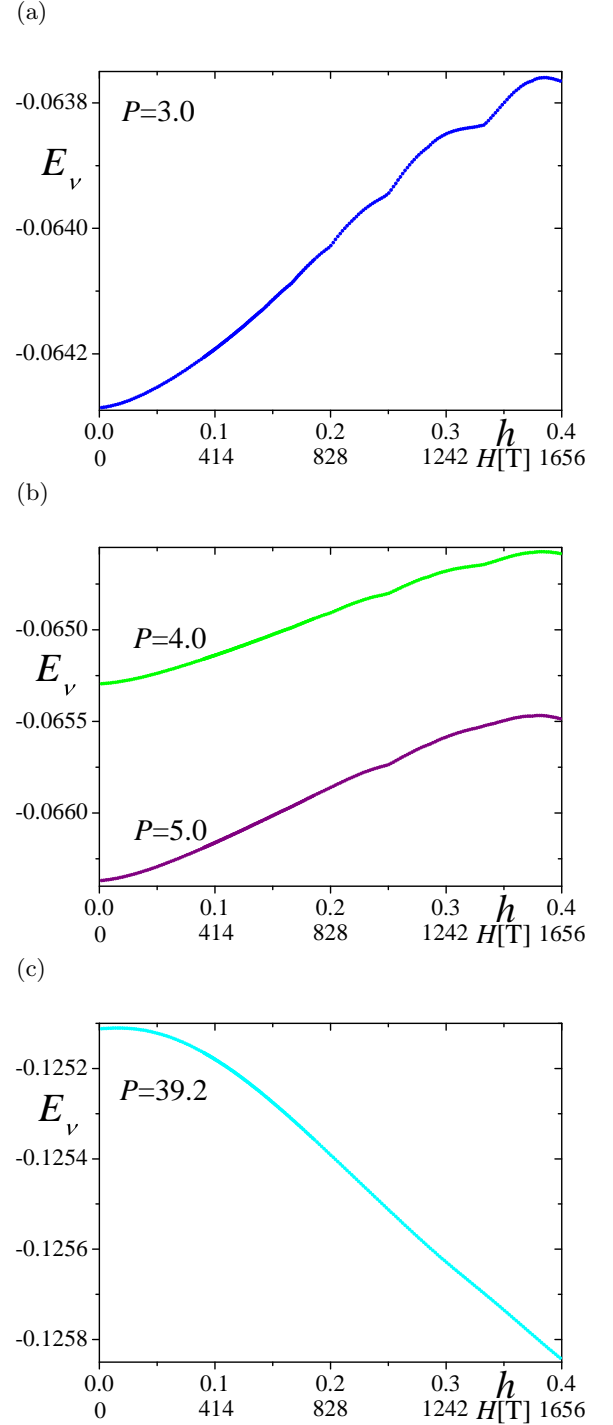 (a)
-0.0638
P=3.0
E_ν
-0.0640
-0.0642
0.0 0.1 0.2 0.3 h 0.4
0 414 828 1242 H[T] 1656
(b)
-0.0650
P=4.0
E_ν
-0.0655
-0.0660
P=5.0
0.0 0.1 0.2 0.3 h 0.4
0 414 828 1242 H[T] 1656
(c)
-0.1252
P=39.2
E_ν
-0.1254
-0.1256
-0.1258
0.0 0.1 0.2 0.3 h 0.4
0 414 828 1242 H[T] 1656